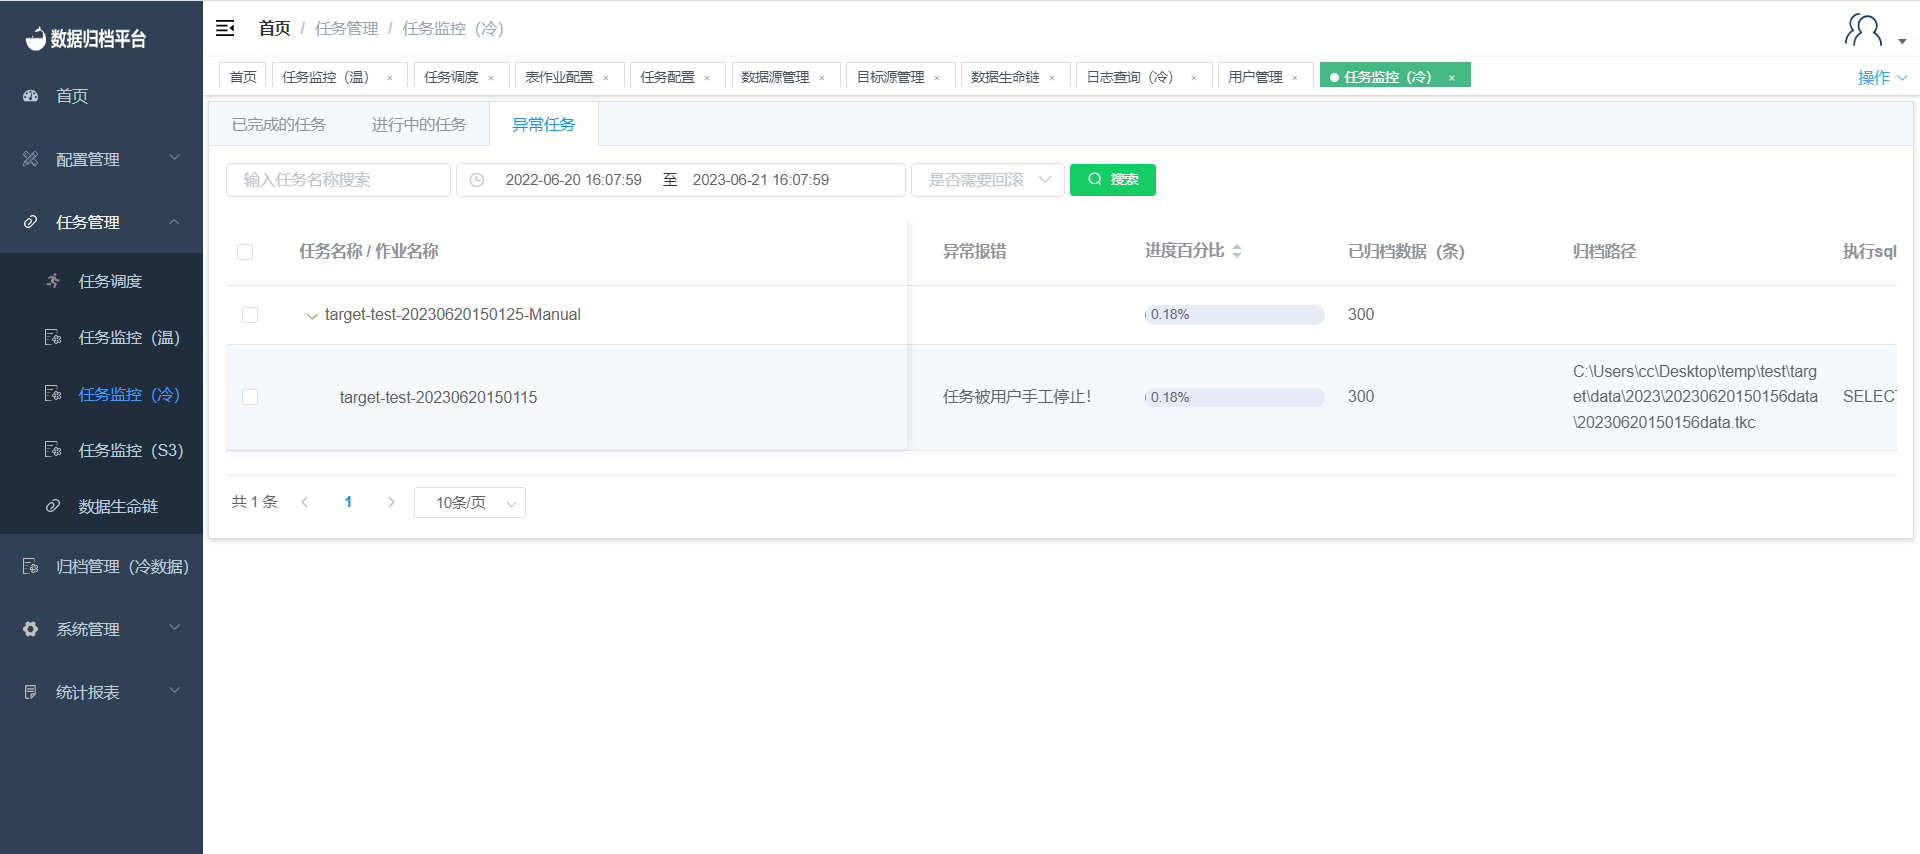 数据归档平台
首页
配置管理
任务管理
任务调度
任务监控（温）
任务监控（冷）
任务监控（S3）
数据生命链
归档管理（冷数据）
系统管理
统计报表
首页 / 任务管理 / 任务监控（冷）
首页 任务监控（温） × 任务调度 × 表作业配置 × 任务配置 × 数据源管理 × 目标源管理 × 数据生命链 × 日志查询（冷） × 用户管理 × 任务监控（冷） × 操作
已完成的任务 进行中的任务 异常任务
输入任务名称搜索 2022-06-20 16:07:59 至 2023-06-21 16:07:59 是否需要回滚 搜索
任务名称 / 作业名称 异常报错 进度百分比 已归档数据（条） 归档路径 执行sql
target-test-20230620150125-Manual 0.18% 300
target-test-20230620150115 任务被用户手工停止！ 0.18% 300
C:\Users\cc\Desktop\temp\test\targ
et\data\2023\20230620150156data
\20230620150156data.tkc
SELECT
共 1 条 1 10条/页